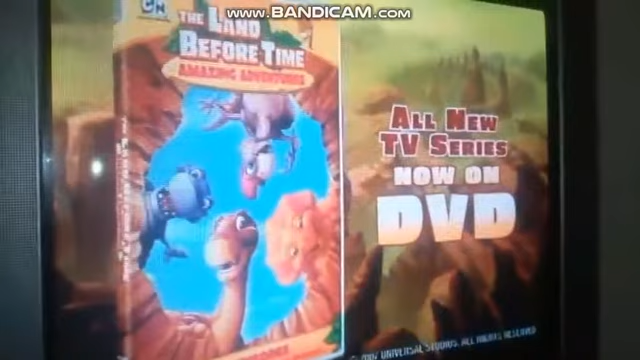 www.BANDICAM.com
CN
THE LAND
BEFORE TIME
AMAZING ADVENTURES
ALL NEW
TV SERIES
NOW ON
DVD
© 2007 UNIVERSAL STUDIOS. ALL RIGHTS RESERVED